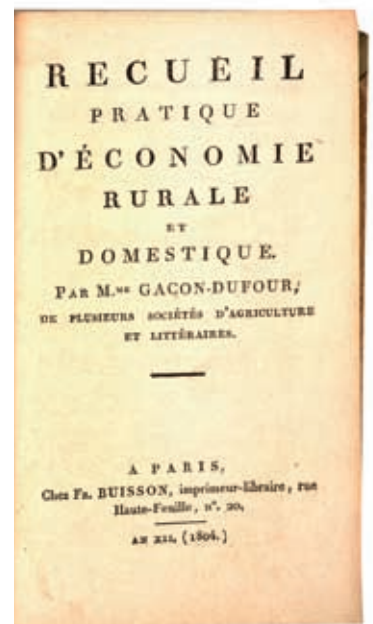 RECUEIL
PRATIQUE
D'ÉCONOMIE
RURALE
ET
DOMESTIQUE.
PAR M.ME GACON-DUFOUR,
DE PLUSIEURS SOCIÉTÉS D'AGRICULTURE
ET LITTÉRAIRES.
A PARIS,
Chez FR. BUISSON, imprimeur-libraire, rue
Haute-Feuille, n°. 20.
AN XII. (1804.)